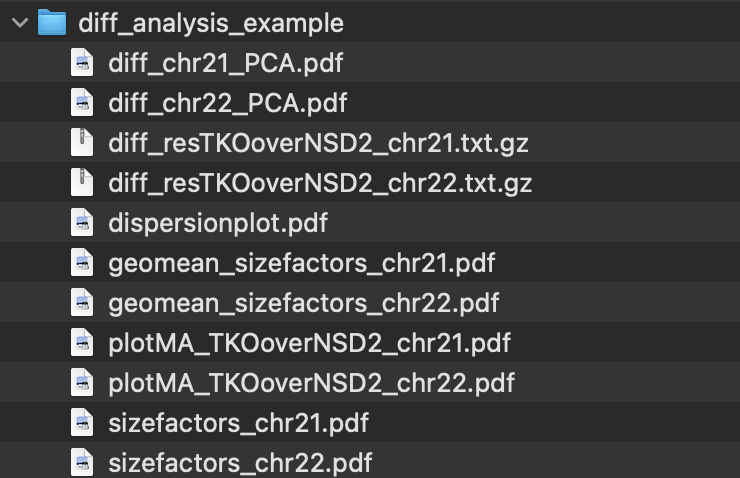 diff_analysis_example
diff_chr21_PCA.pdf
diff_chr22_PCA.pdf
diff_resTKOoverNSD2_chr21.txt.gz
diff_resTKOoverNSD2_chr22.txt.gz
dispersionplot.pdf
geomean_sizefactors_chr21.pdf
geomean_sizefactors_chr22.pdf
plotMA_TKOoverNSD2_chr21.pdf
plotMA_TKOoverNSD2_chr22.pdf
sizefactors_chr21.pdf
sizefactors_chr22.pdf